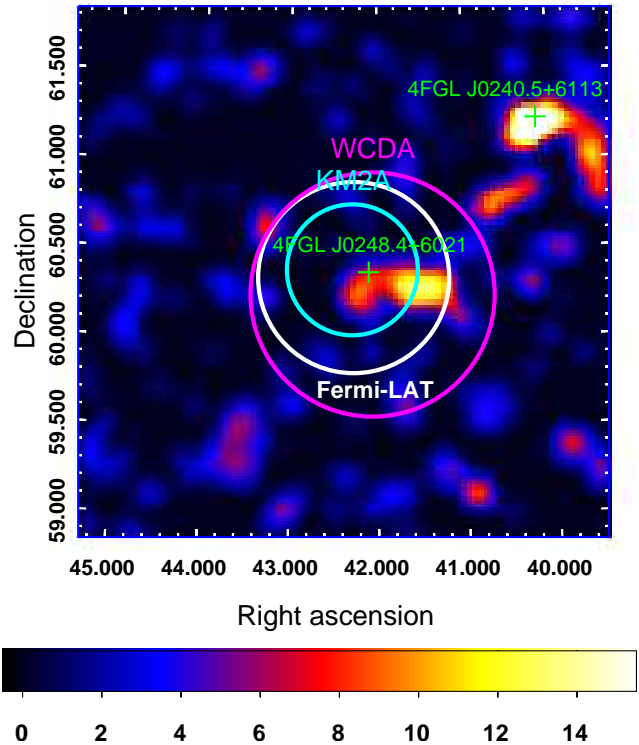 61.500
61.000
60.500
60.000
59.500
59.000
Declination
4FGL J0240.5+6113
WCDA
KM2A
4FGL J0248.4+6021
Fermi-LAT
45.000 44.000 43.000 42.000 41.000 40.000
Right ascension
0 2 4 6 8 10 12 14